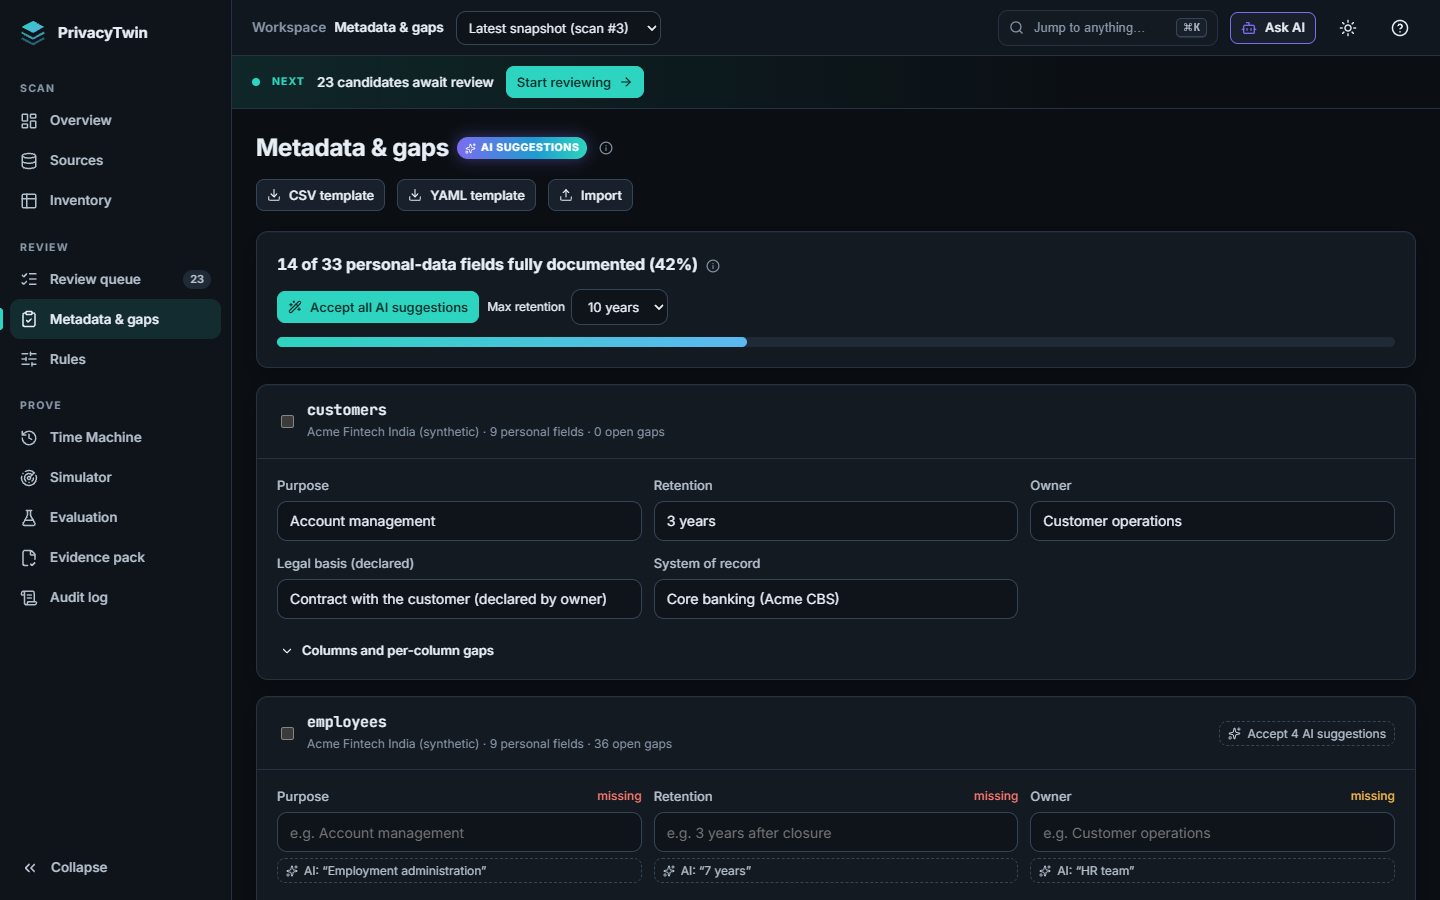 PrivacyTwin
Workspace Metadata & gaps Latest snapshot (scan #3) Jump to anything... ⌘K Ask AI
NEXT 23 candidates await review Start reviewing
SCAN
Overview
Sources
Inventory
REVIEW
Review queue 23
Metadata & gaps
Rules
PROVE
Time Machine
Simulator
Evaluation
Evidence pack
Audit log
Collapse
Metadata & gaps AI SUGGESTIONS
CSV template YAML template Import
14 of 33 personal-data fields fully documented (42%)
Accept all AI suggestions Max retention 10 years
customers
Acme Fintech India (synthetic) · 9 personal fields · 0 open gaps
Purpose Retention Owner
Account management 3 years Customer operations
Legal basis (declared) System of record
Contract with the customer (declared by owner) Core banking (Acme CBS)
Columns and per-column gaps
employees
Acme Fintech India (synthetic) · 9 personal fields · 36 open gaps
Accept 4 AI suggestions
Purpose missing Retention missing Owner missing
e.g. Account management e.g. 3 years after closure e.g. Customer operations
AI: “Employment administration” AI: “7 years” AI: “HR team”